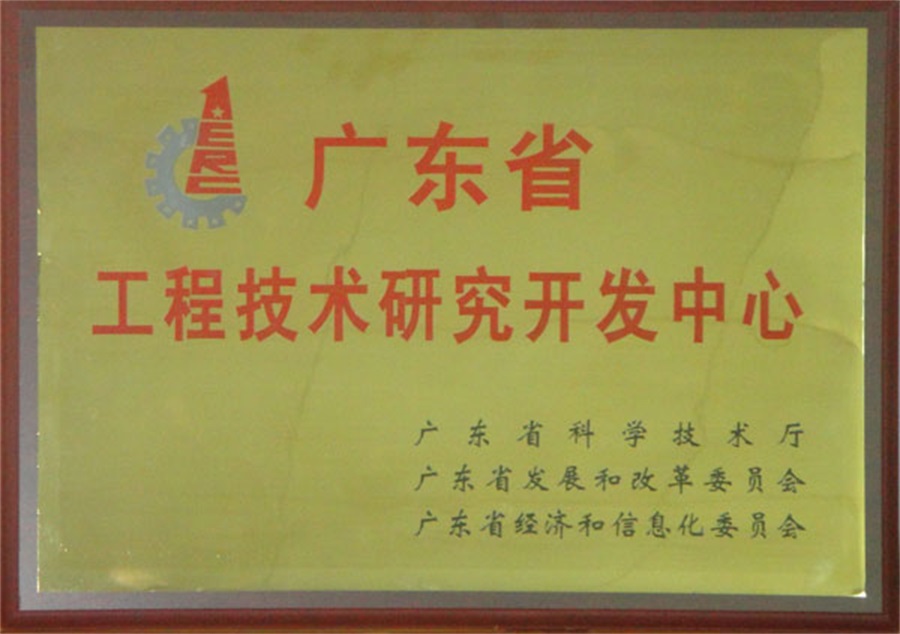 ERC
广东省
工程技术研究开发中心
广东省科学技术厅
广东省发展和改革委员会
广东省经济和信息化委员会